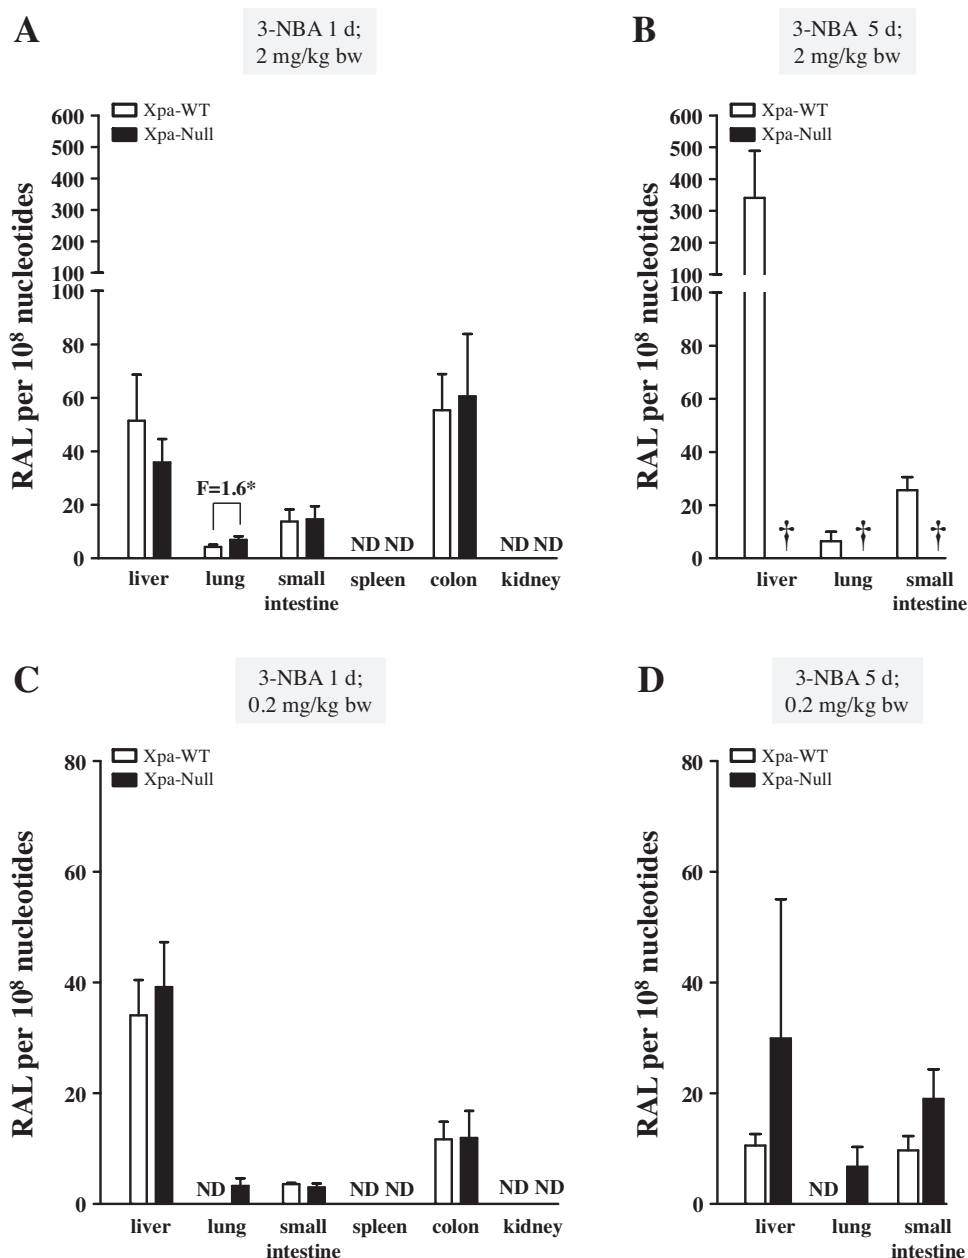 A
3-NBA 1 d;
2 mg/kg bw
Xpa-WT
Xpa-Null
RAL per 10⁸ nucleotides
600
500
400
300
200
100
100
80
60
40
20
0
F=1.6*
ND ND
ND ND
liver lung small intestine spleen colon kidney
B
3-NBA 5 d;
2 mg/kg bw
Xpa-WT
Xpa-Null
RAL per 10⁸ nucleotides
600
500
400
300
200
100
100
80
60
40
20
0
† † †
liver lung small intestine
C
3-NBA 1 d;
0.2 mg/kg bw
Xpa-WT
Xpa-Null
RAL per 10⁸ nucleotides
80
60
40
20
0
ND
ND ND
ND ND
liver lung small intestine spleen colon kidney
D
3-NBA 5 d;
0.2 mg/kg bw
Xpa-WT
Xpa-Null
RAL per 10⁸ nucleotides
80
60
40
20
0
ND
liver lung small intestine